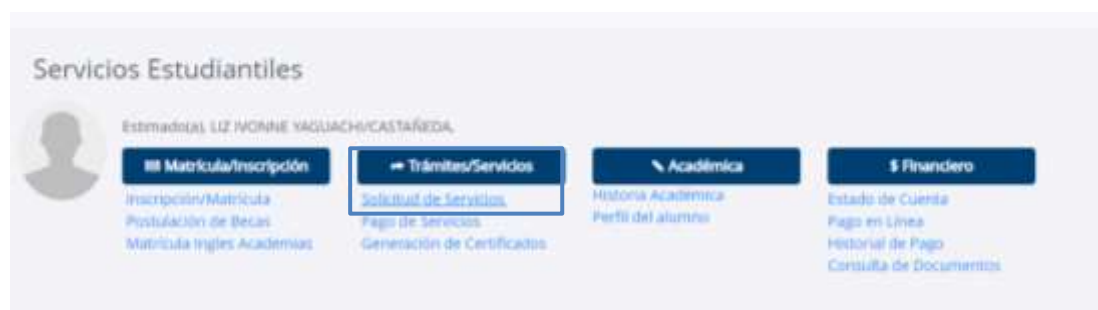 Servicios Estudiantiles
Estimado(a), LIZ IVONNE YAGUACHI/CASTAÑEDA,
Matrícula/Inscripción
Inscripción/Matrícula
Postulación de Becas
Matrícula Ingles Academias
Trámites/Servicios
Solicitud de Servicios
Pago de Servicios
Generación de Certificados
Académica
Historia Académica
Perfil del alumno
$ Financiero
Estado de Cuenta
Pago en Línea
Historial de Pago
Consulta de Documentos